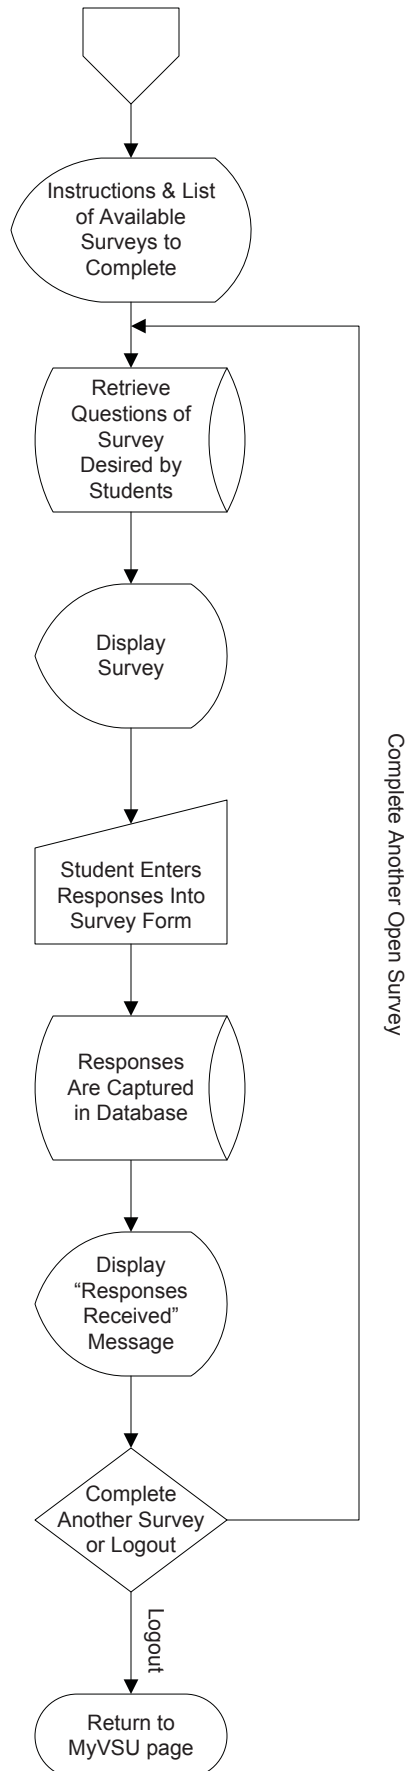 Instructions & List
of Available
Surveys to
Complete
Retrieve
Questions of
Survey
Desired by
Students
Display
Survey
Student Enters
Responses Into
Survey Form
Responses
Are Captured
in Database
Display
“Responses
Received”
Message
Complete
Another Survey
or Logout
Complete Another Open Survey
Logout
Return to
MyVSU page